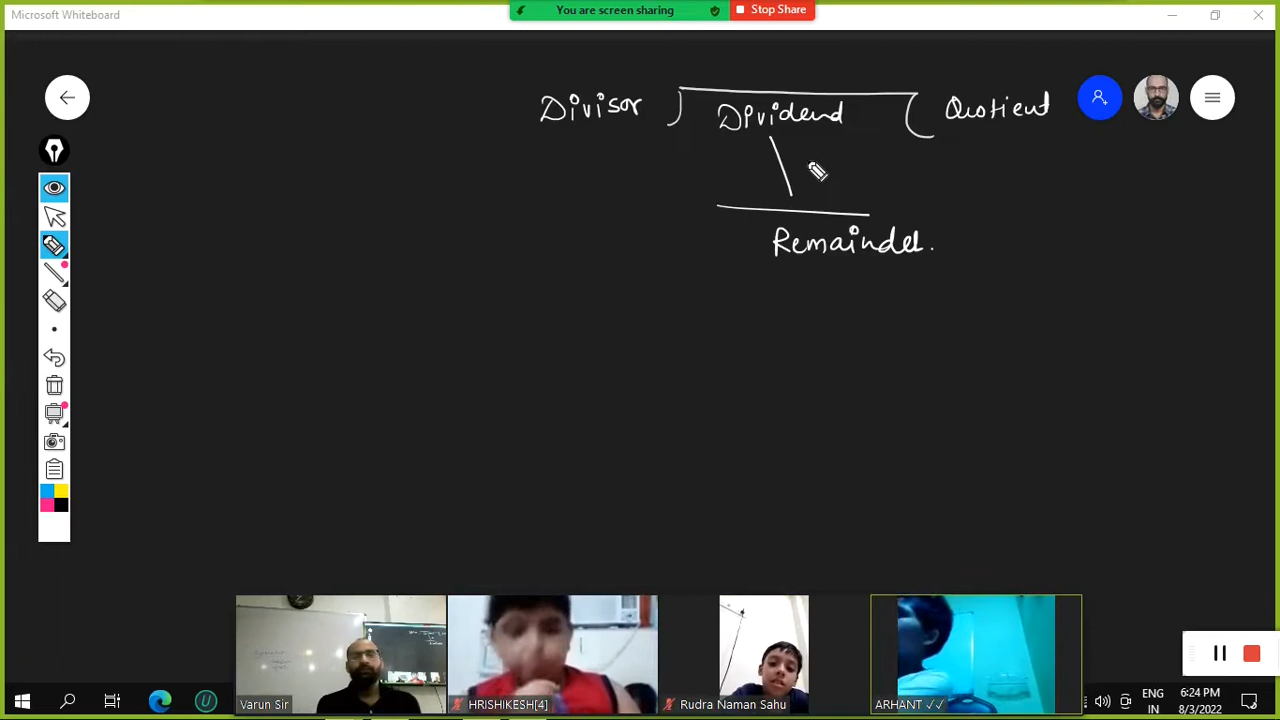 Microsoft Whiteboard
You are screen sharing
Stop Share
Divisor ) Dividend ( Quotient
Remainder.
Varun Sir
HRISHIKESH[4]
Rudra Naman Sahu
ARHANT ✓✓
ENG
IN
6:24 PM
8/3/2022